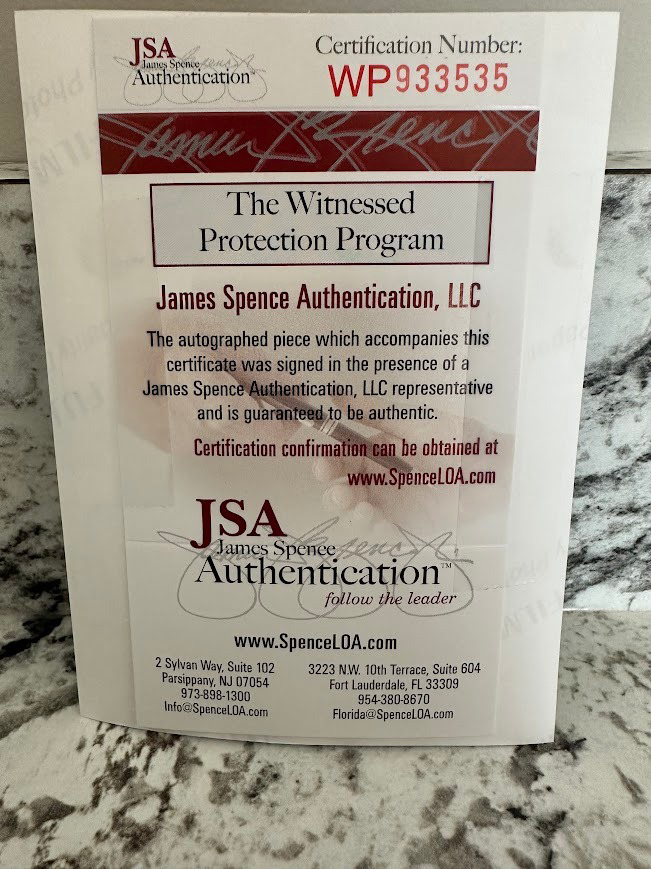 JSA
James Spence
Authentication™
Certification Number:
WP933535
The Witnessed
Protection Program
James Spence Authentication, LLC
The autographed piece which accompanies this
certificate was signed in the presence of a
James Spence Authentication, LLC representative
and is guaranteed to be authentic.
Certification confirmation can be obtained at
www.SpenceLOA.com
JSA
James Spence
Authentication™
follow the leader
www.SpenceLOA.com
2 Sylvan Way, Suite 102
Parsippany, NJ 07054
973-898-1300
Info@SpenceLOA.com
3223 N.W. 10th Terrace, Suite 604
Fort Lauderdale, FL 33309
954-380-8670
Florida@SpenceLOA.com